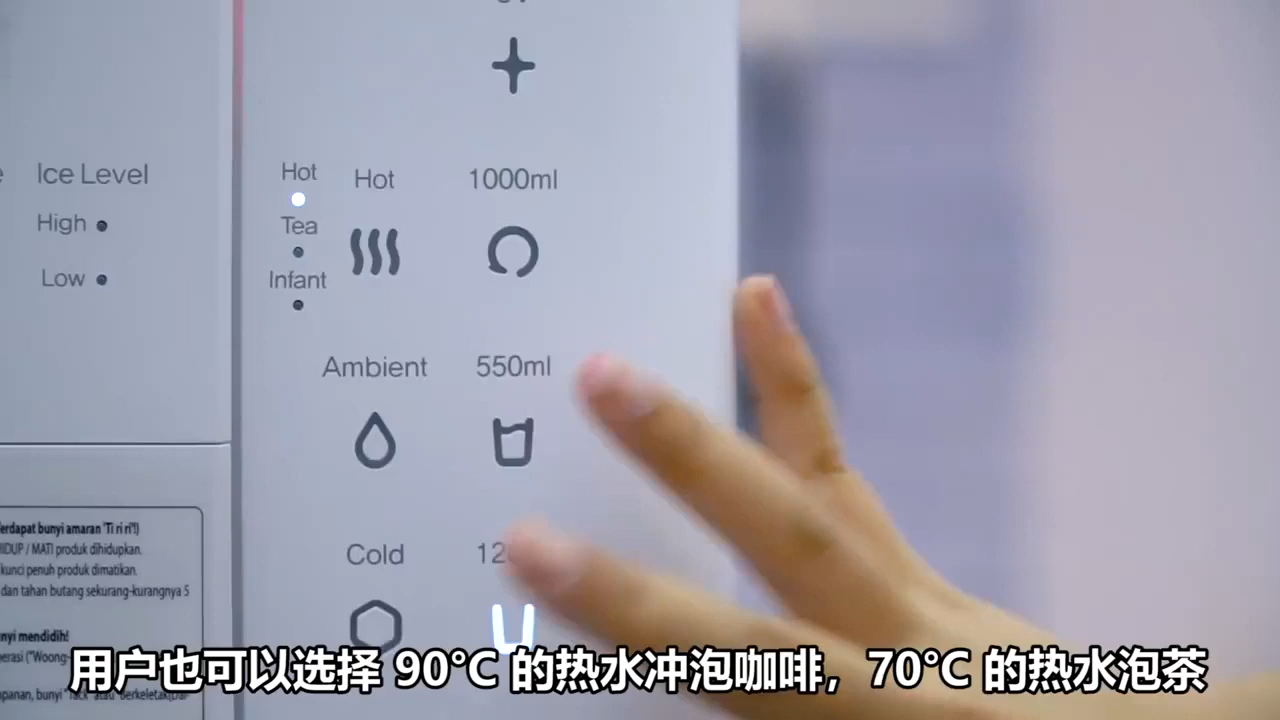 Ice Level
High
Low
Hot
Tea
Infant
Hot
1000ml
Ambient
550ml
Cold
erdapat bunyi amaran 'Ti ri ri'!)
HIDUP / MATI produk dihidupkan.
kunci penuh produk dimatikan.
dan tahan butang sekurang-kurangnya 5
nyi mendidih!
用户也可以选择 90°C 的热水冲泡咖啡，70°C 的热水泡茶